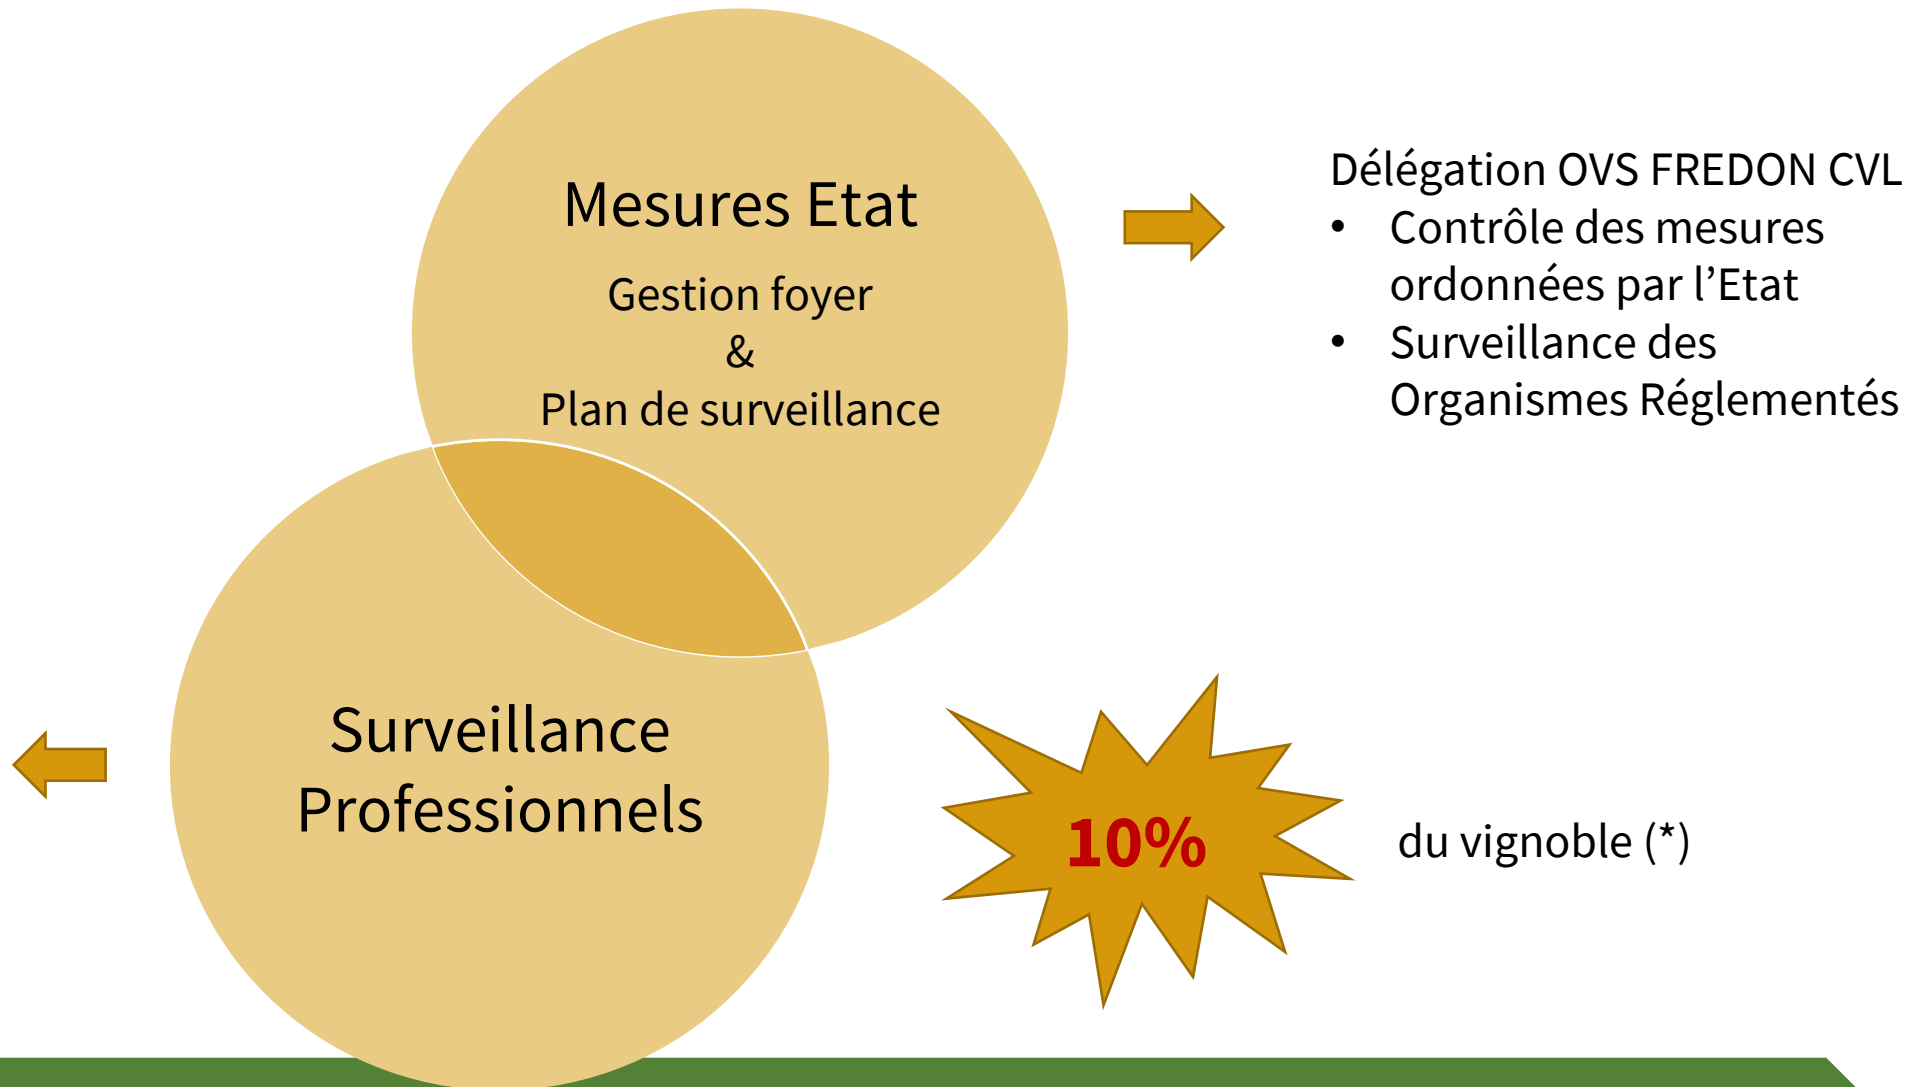 Mesures Etat
Gestion foyer
&
Plan de surveillance
Délégation OVS FREDON CVL
• Contrôle des mesures
ordonnées par l’Etat
• Surveillance des
Organismes Réglementés
Surveillance
Professionnels
10%
du vignoble (*)